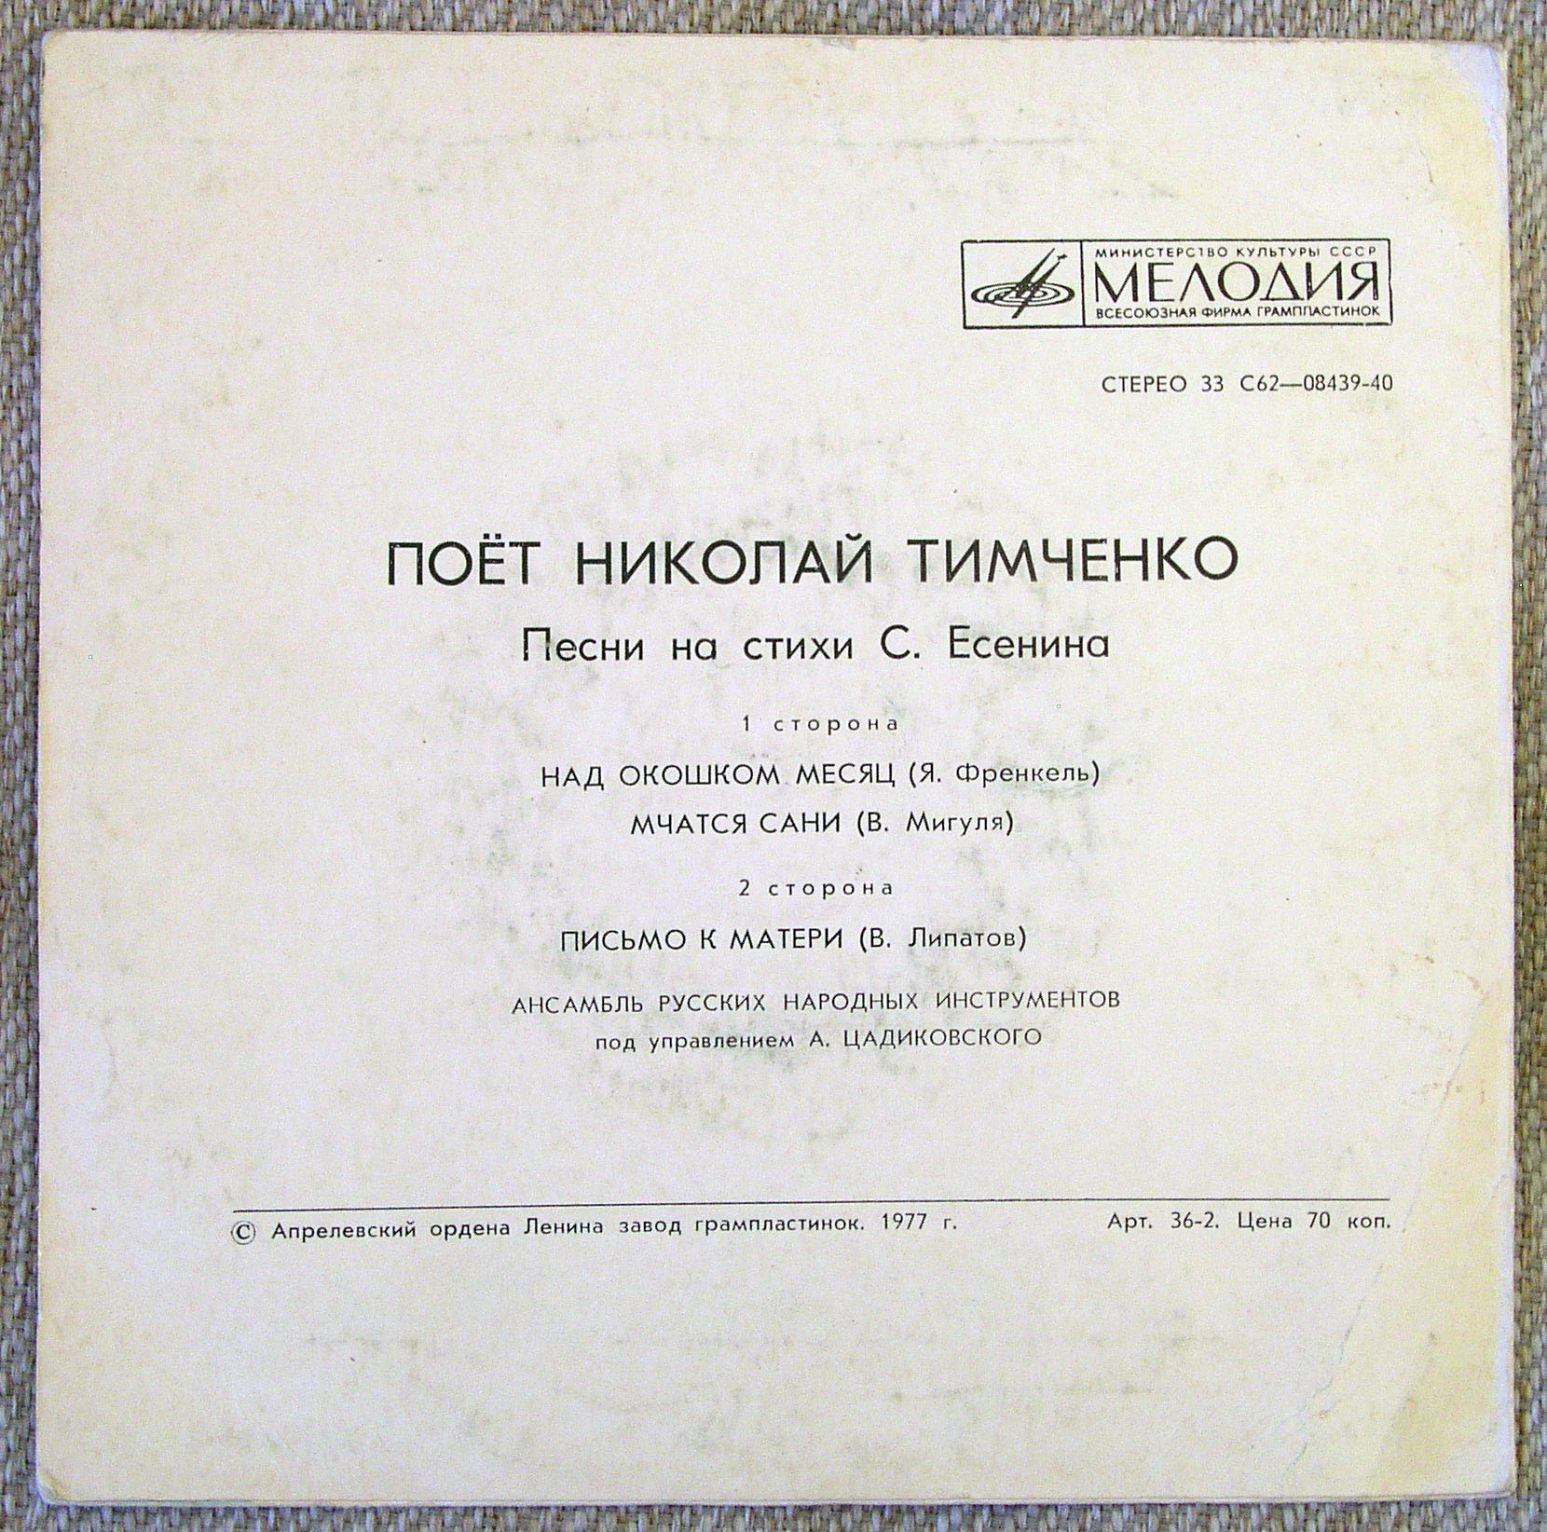 МИНИСТЕРСТВО КУЛЬТУРЫ СССР
МЕЛОДИЯ
ВСЕСОЮЗНАЯ ФИРМА ГРАМПЛАСТИНОК
СТЕРЕО 33 С62—08439-40
ПОЁТ НИКОЛАЙ ТИМЧЕНКО
Песни на стихи С. Есенина
1 сторона
НАД ОКОШКОМ МЕСЯЦ (Я. Френкель)
МЧАТСЯ САНИ (В. Мигуля)
2 сторона
ПИСЬМО К МАТЕРИ (В. Липатов)
АНСАМБЛЬ РУССКИХ НАРОДНЫХ ИНСТРУМЕНТОВ
под управлением А. ЦАДИКОВСКОГО
© Апрелевский ордена Ленина завод грампластинок. 1977 г. Арт. 36-2. Цена 70 коп.